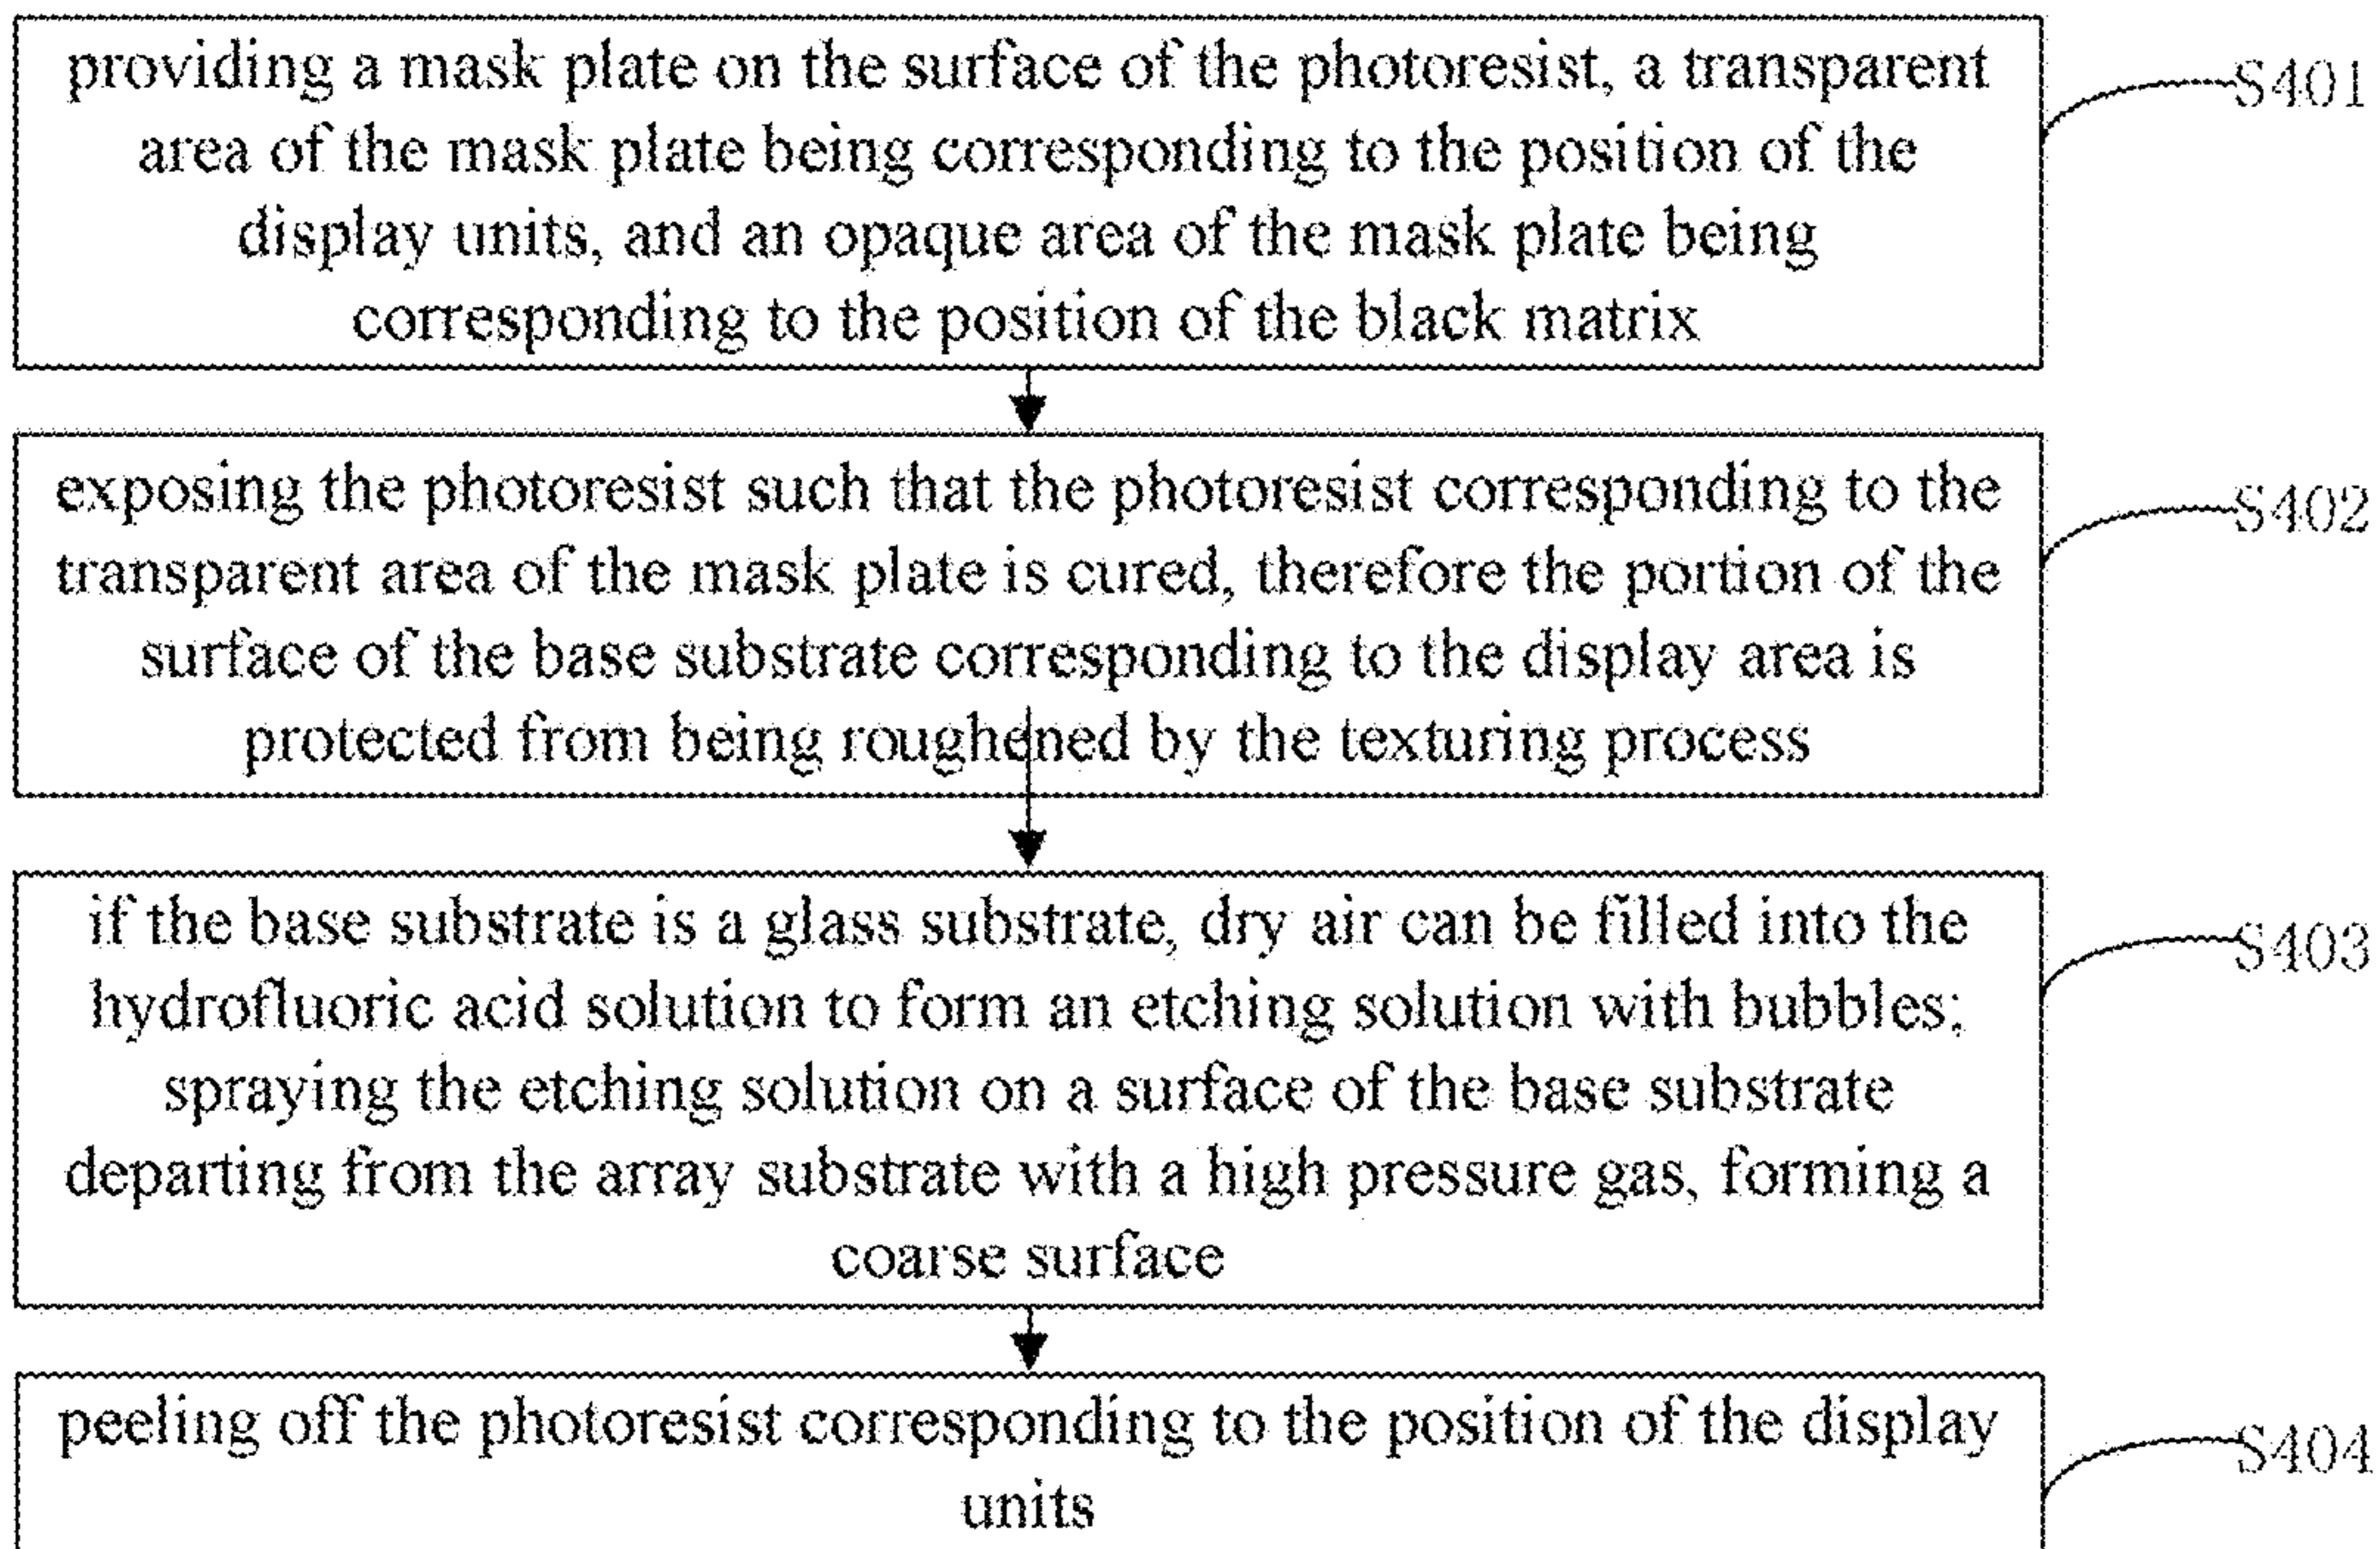 providing a mask plate on the surface of the photoresist, a transparent
area of the mask plate being corresponding to the position of the
display units, and an opaque area of the mask plate being
corresponding to the position of the black matrix
S401
exposing the photoresist such that the photoresist corresponding to the
transparent area of the mask plate is cured, therefore the portion of the
surface of the base substrate corresponding to the display area is
protected from being roughened by the texturing process
S402
if the base substrate is a glass substrate, dry air can be filled into the
hydrofluoric acid solution to form an etching solution with bubbles;
spraying the etching solution on a surface of the base substrate
departing from the array substrate with a high pressure gas, forming a
coarse surface
S403
peeling off the photoresist corresponding to the position of the display
units
S404